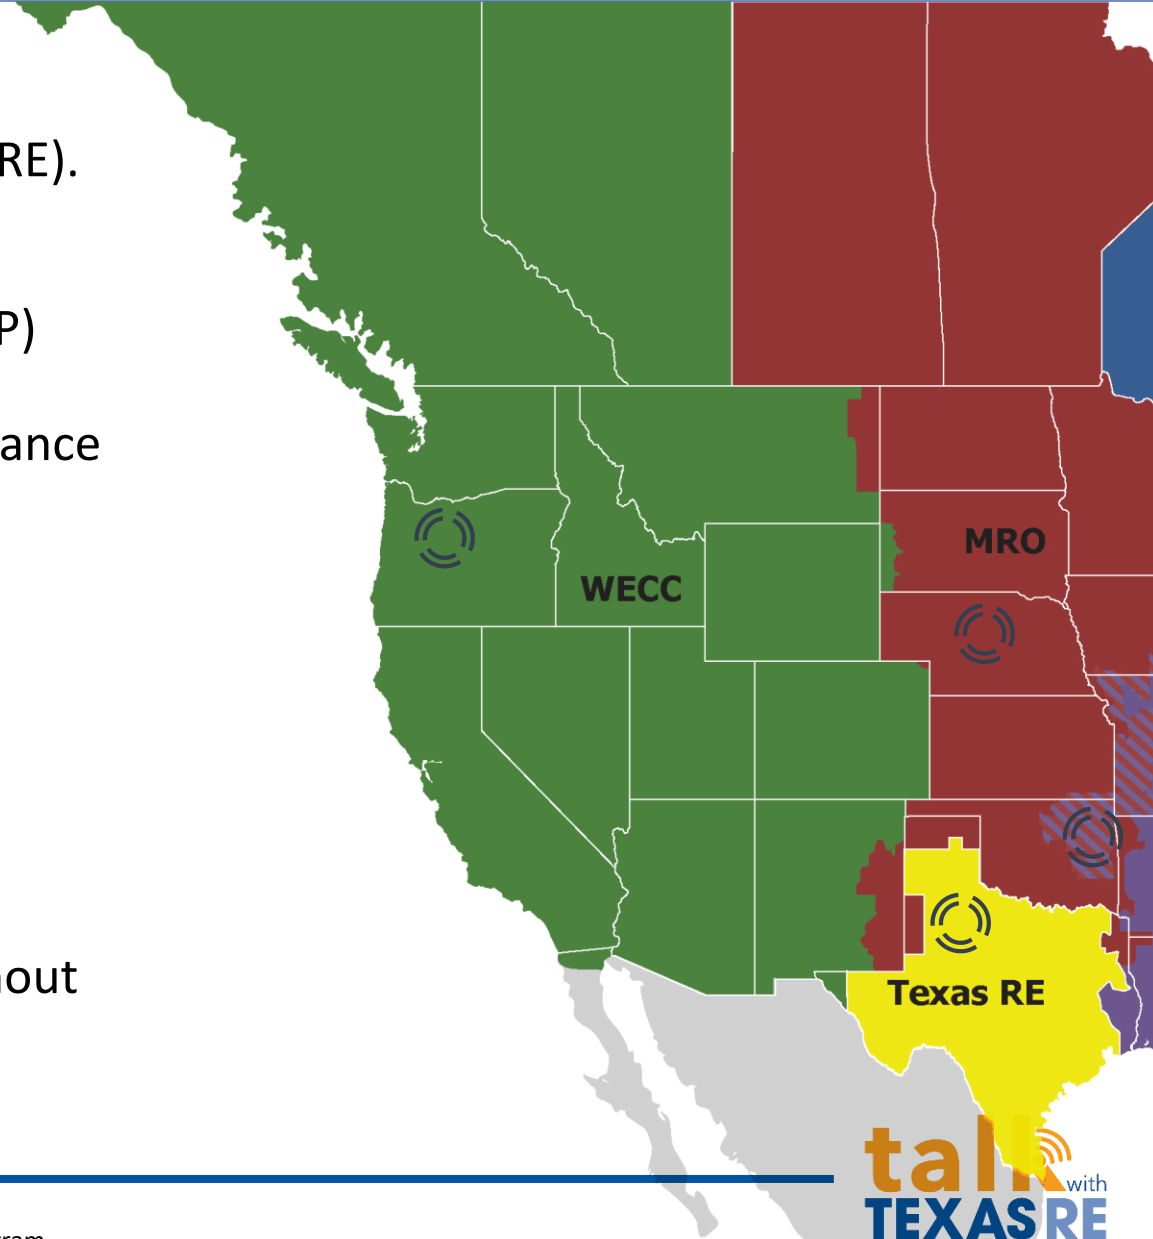 RE).
P)
ance
MRO
WECC
out
Texas RE
talk
with
TEXAS RE